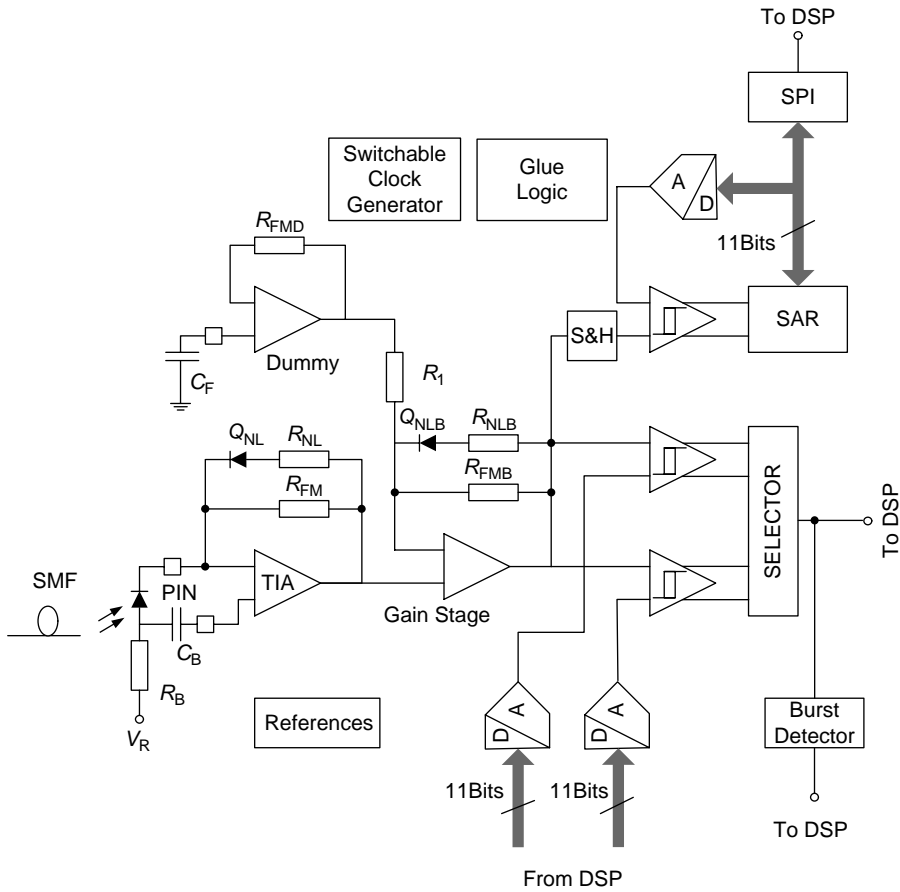 To DSP
SPI
Switchable
Clock
Generator
Glue
Logic
A
D
11Bits
RFMD
S&H
SAR
Dummy
CF
R1
QNLB
RNLB
QNL
RNL
RFMB
RFM
SELECTOR
To DSP
TIA
SMF
PIN
Gain Stage
CB
RB
VR
References
D
A
D
A
Burst
Detector
11Bits
11Bits
To DSP
From DSP